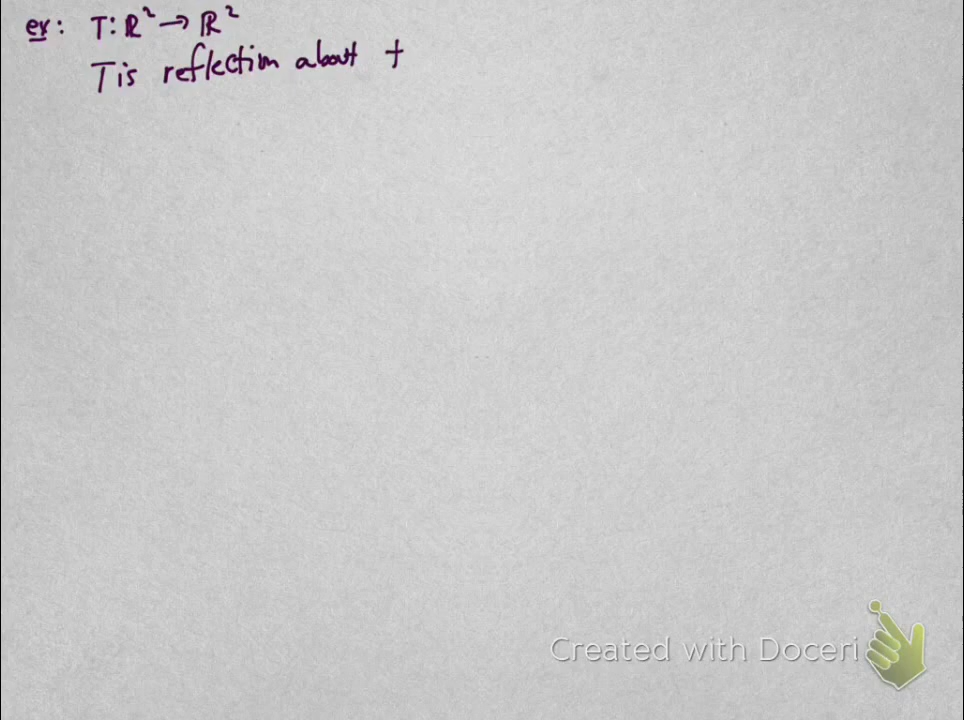 ex: T: ℝ² → ℝ²
T is reflection about t
Created with Doceri